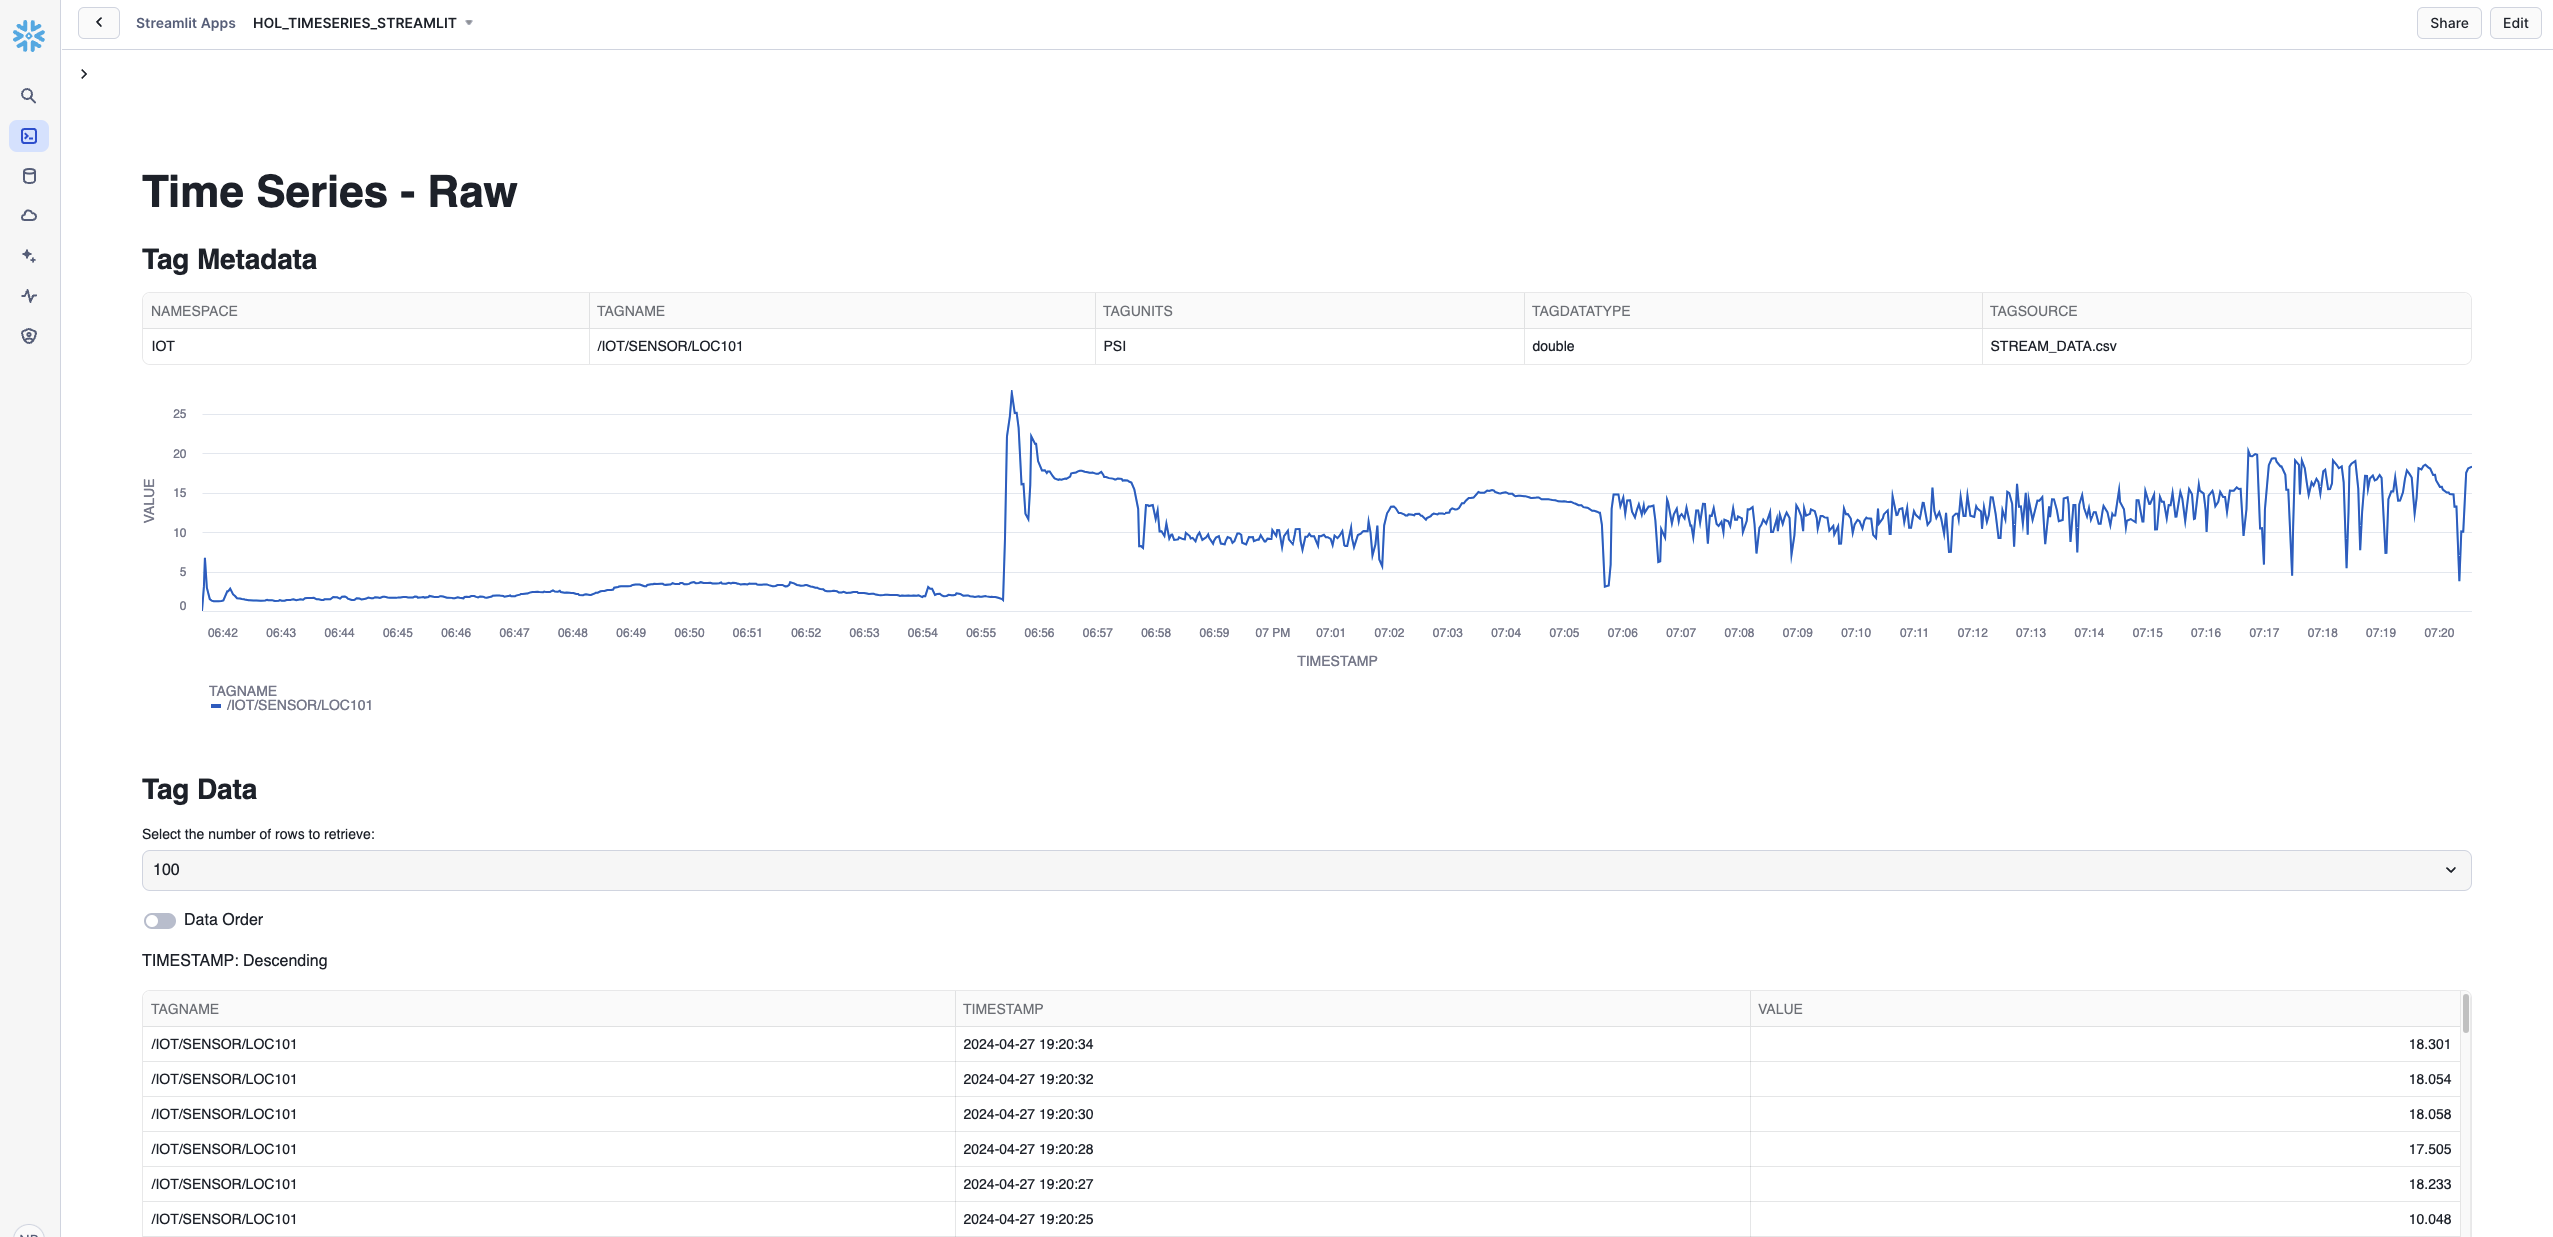 Streamlit Apps HOL_TIMESERIES_STREAMLIT Share Edit
Time Series - Raw
Tag Metadata
NAMESPACE TAGNAME TAGUNITS TAGDATATYPE TAGSOURCE
IOT /IOT/SENSOR/LOC101 PSI double STREAM_DATA.csv
25
20
15
10
5
0
VALUE
06:42 06:43 06:44 06:45 06:46 06:47 06:48 06:49 06:50 06:51 06:52 06:53 06:54 06:55 06:56 06:57 06:58 06:59 07 PM 07:01 07:02 07:03 07:04 07:05 07:06 07:07 07:08 07:09 07:10 07:11 07:12 07:13 07:14 07:15 07:16 07:17 07:18 07:19 07:20
TIMESTAMP
TAGNAME
/IOT/SENSOR/LOC101
Tag Data
Select the number of rows to retrieve:
100
Data Order
TIMESTAMP: Descending
TAGNAME TIMESTAMP VALUE
/IOT/SENSOR/LOC101 2024-04-27 19:20:34 18.301
/IOT/SENSOR/LOC101 2024-04-27 19:20:32 18.054
/IOT/SENSOR/LOC101 2024-04-27 19:20:30 18.058
/IOT/SENSOR/LOC101 2024-04-27 19:20:28 17.505
/IOT/SENSOR/LOC101 2024-04-27 19:20:27 18.233
/IOT/SENSOR/LOC101 2024-04-27 19:20:25 10.048